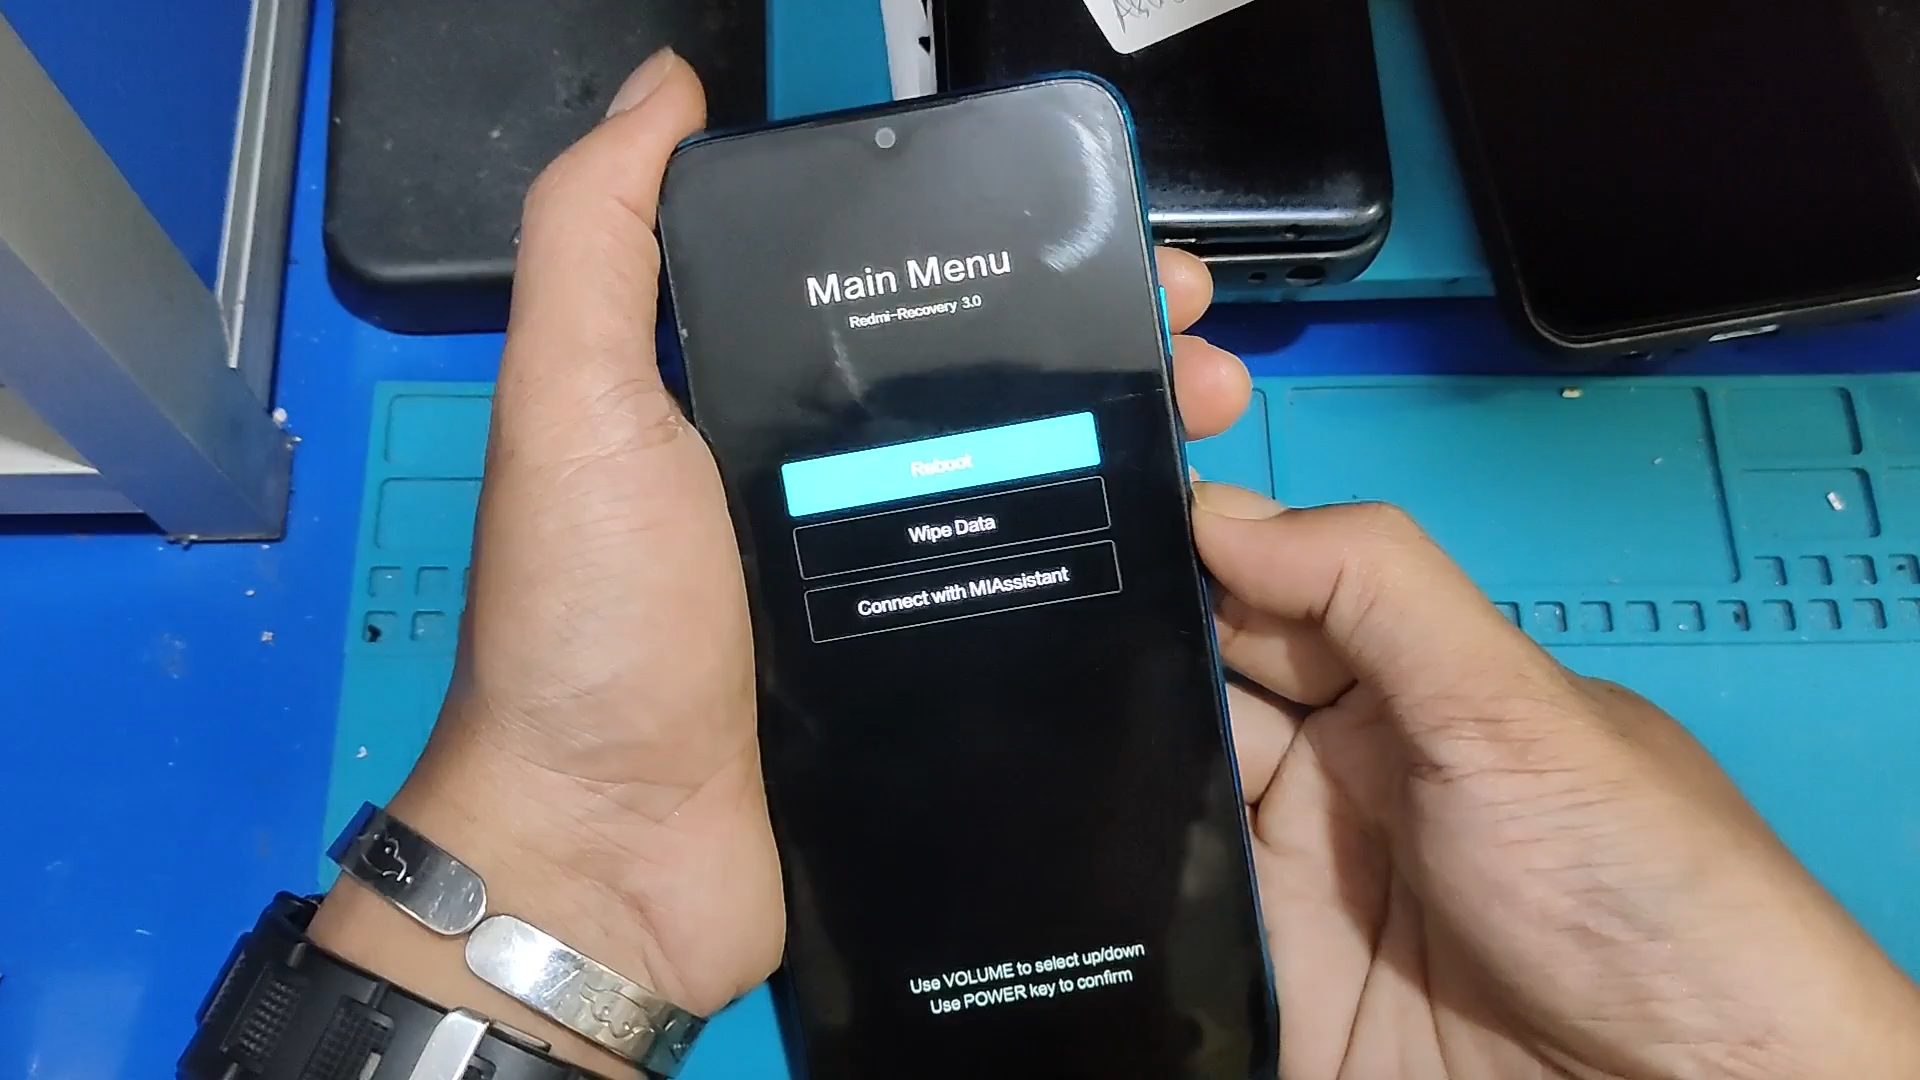 Main Menu
Redmi-Recovery 3.0
Reboot
Wipe Data
Connect with MIAssistant
Use VOLUME to select up/down
Use POWER key to confirm